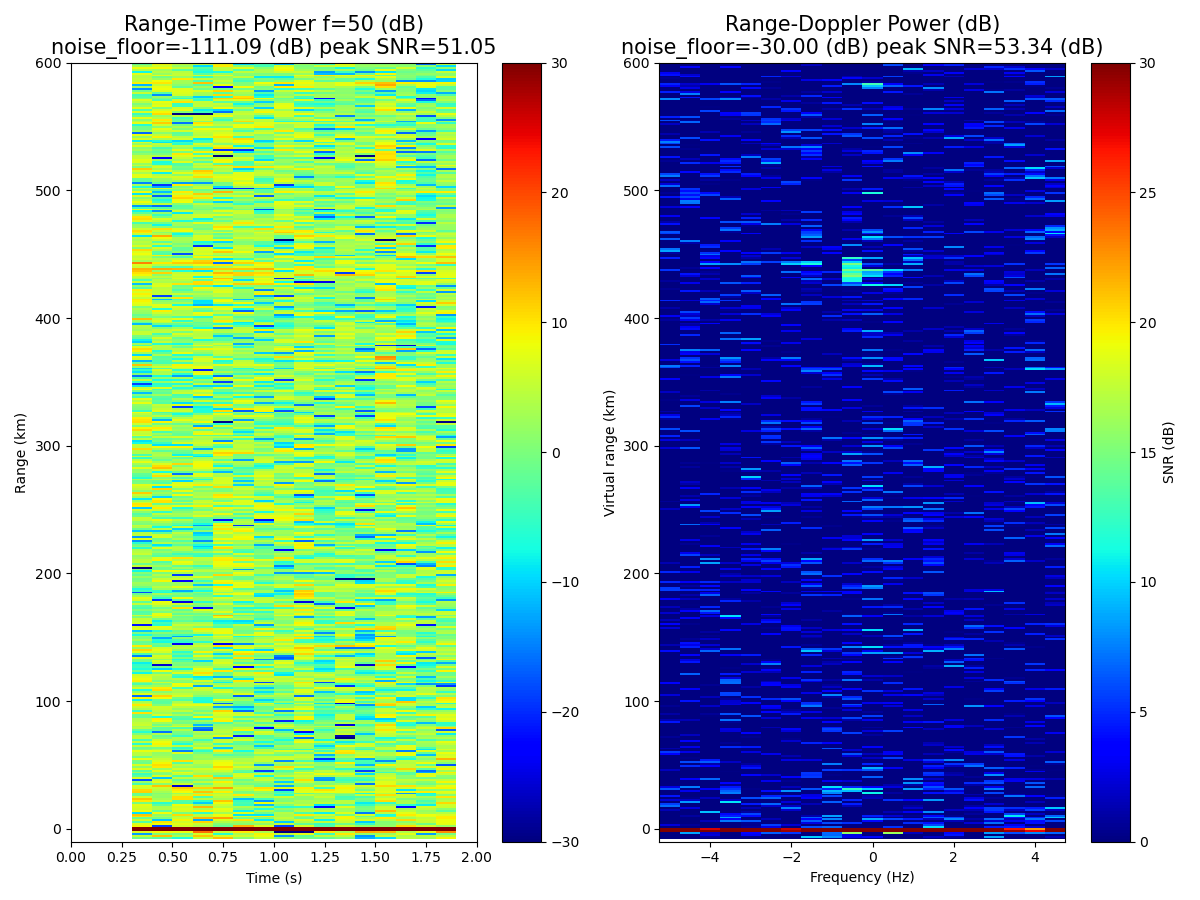 Range-Time Power f=50 (dB)
noise_floor=-111.09 (dB) peak SNR=51.05
600
500
400
300
200
100
0
Range (km)
0.00 0.25 0.50 0.75 1.00 1.25 1.50 1.75 2.00
Time (s)
30
20
10
0
−10
−20
−30
Range-Doppler Power (dB)
noise_floor=-30.00 (dB) peak SNR=53.34 (dB)
600
500
400
300
200
100
0
Virtual range (km)
−4 −2 0 2 4
Frequency (Hz)
30
25
20
15
10
5
0
SNR (dB)